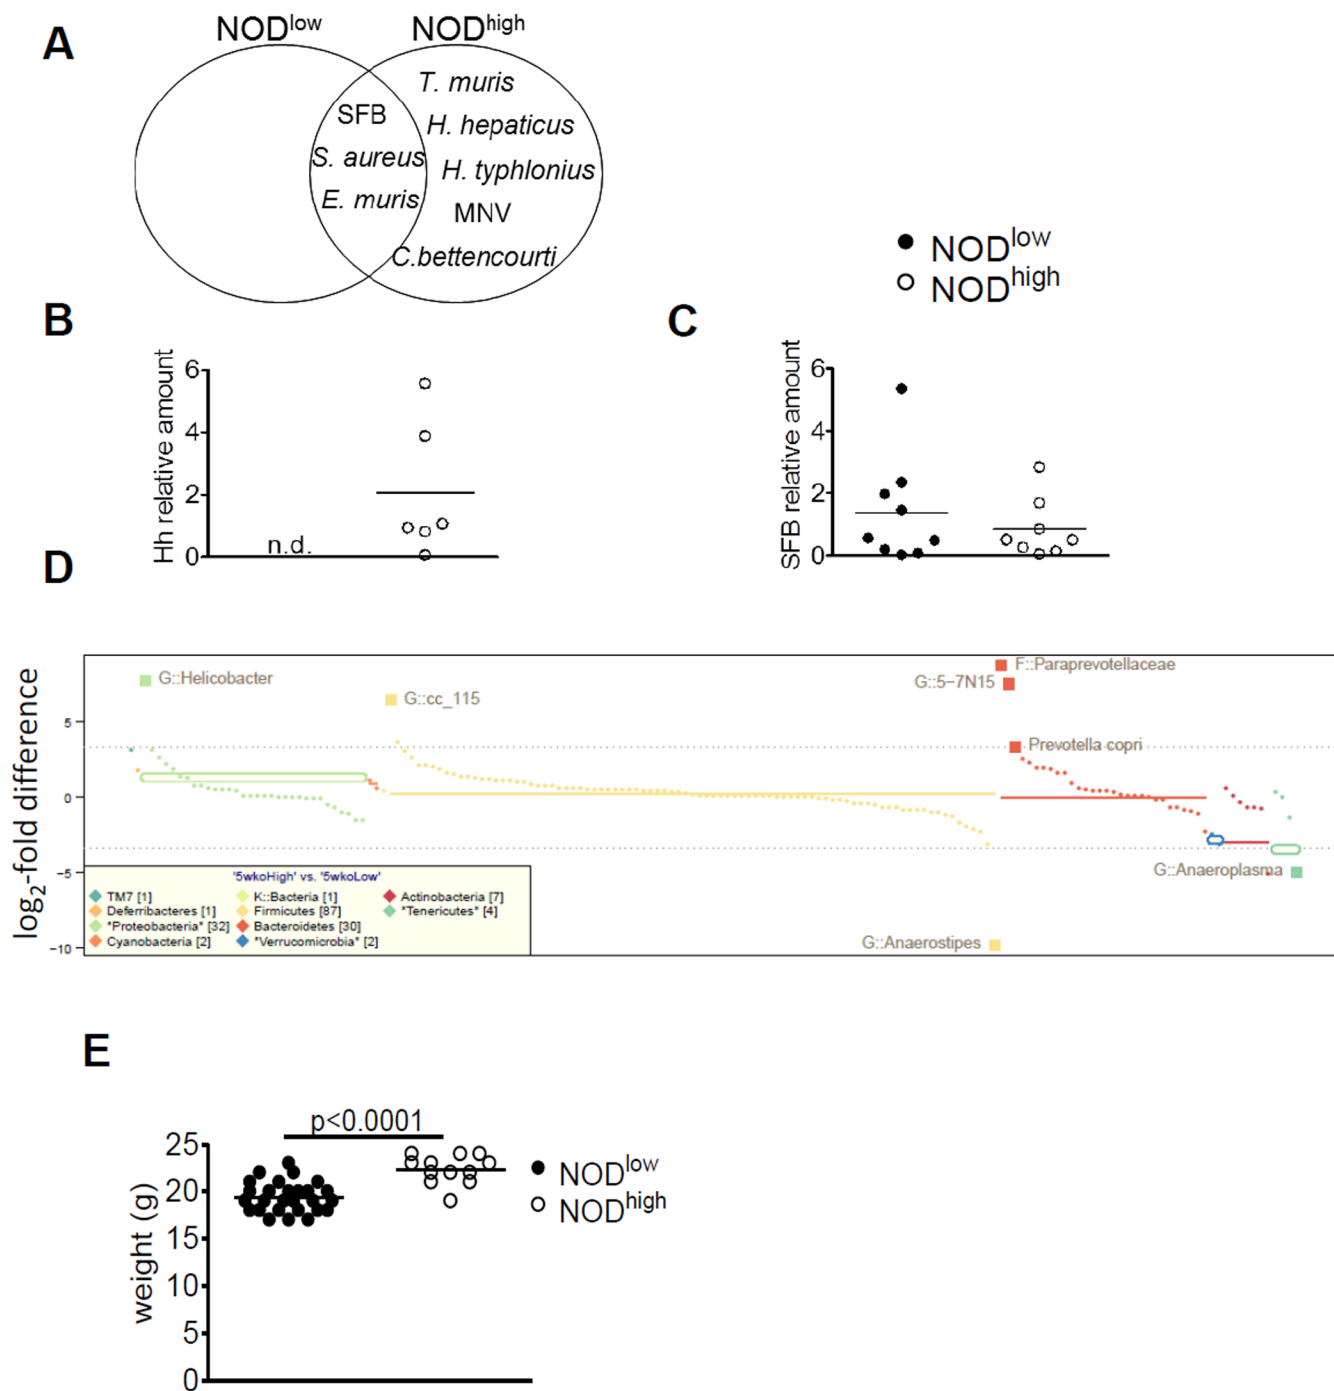 A
NODlow
NODhigh
T. muris
SFB
H. hepaticus
S. aureus
H. typhlonius
E. muris
MNV
C.bettencourti
NODlow
NODhigh
B
Hh relative amount
6
4
2
0
n.d.
C
SFB relative amount
6
4
2
0
D
log2-fold difference
5
0
−5
−10
G::Helicobacter
G::cc_115
F::Paraprevotellaceae
G::5−7N15
Prevotella copri
G::Anaeroplasma
G::Anaerostipes
'5wkoHigh' vs. '5wkoLow'
TM7 [1]
K::Bacteria [1]
Actinobacteria [7]
Deferribacteres [1]
Firmicutes [87]
*Tenericutes* [4]
*Proteobacteria* [32]
Bacteroidetes [30]
Cyanobacteria [2]
*Verrucomicrobia* [2]
E
p<0.0001
weight (g)
25
20
15
10
5
0
NODlow
NODhigh